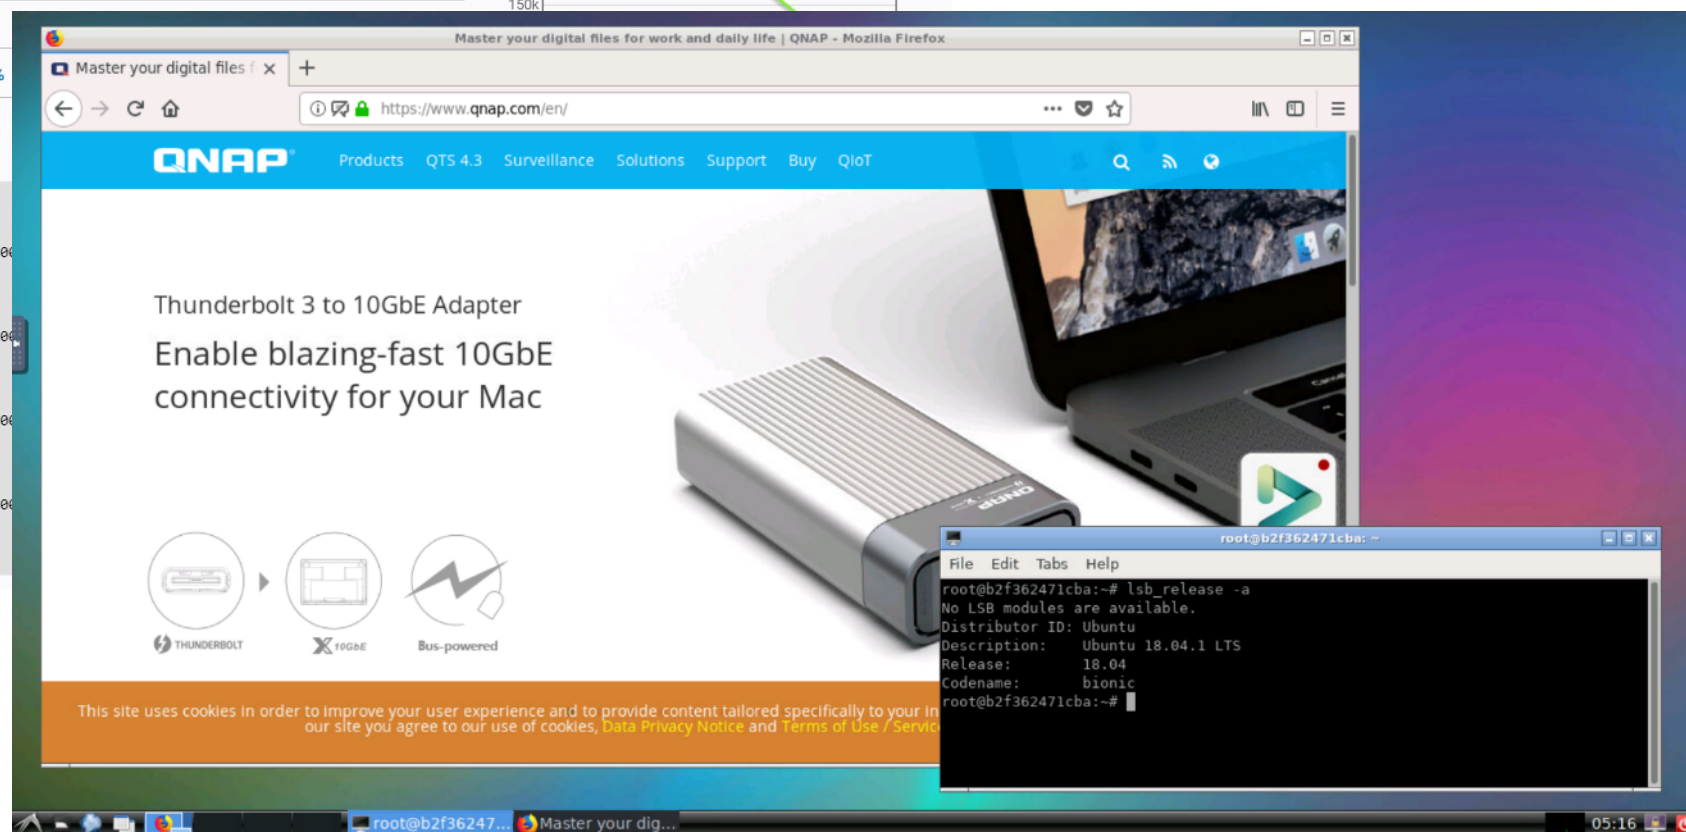 150k
%
Master your digital files for work and daily life | QNAP - Mozilla Firefox
Master your digital files f
https://www.qnap.com/en/
QNAP
Products QTS 4.3 Surveillance Solutions Support Buy QIoT
Thunderbolt 3 to 10GbE Adapter
Enable blazing-fast 10GbE
connectivity for your Mac
QNAP
THUNDERBOLT
X 10GbE
Bus-powered
This site uses cookies in order to improve your user experience and to provide content tailored specifically to your in
our site you agree to our use of cookies, Data Privacy Notice and Terms of Use / Servic
root@b2f362471cba: ~
File Edit Tabs Help
root@b2f362471cba:~# lsb_release -a
No LSB modules are available.
Distributor ID: Ubuntu
Description: Ubuntu 18.04.1 LTS
Release: 18.04
Codename: bionic
root@b2f362471cba:~#
root@b2f36247...
Master your dig...
05:16